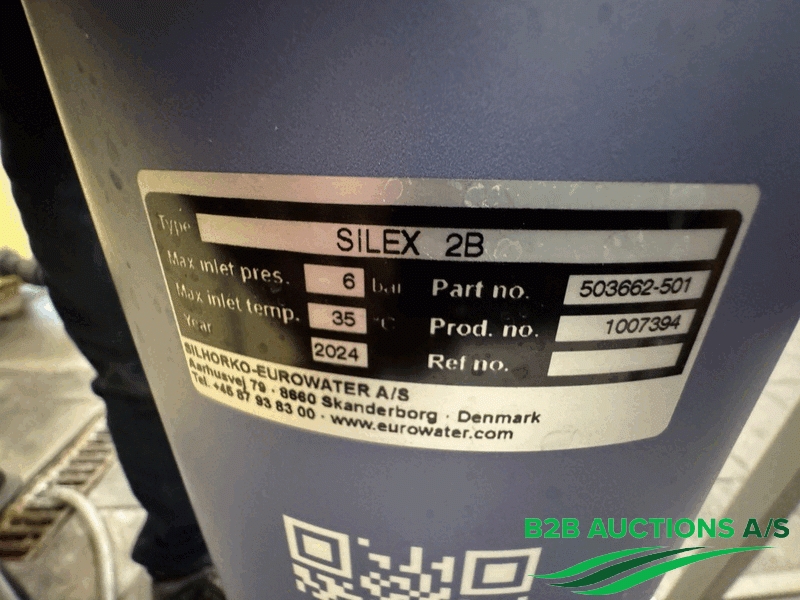 Type SILEX 2B
Max inlet pres. 6 bar Part no. 503662-501
Max inlet temp. 35 °C Prod. no. 1007394
Year 2024 Ref no.
SILHORKO-EUROWATER A/S
Aarhusvej 79 · 8660 Skanderborg · Denmark
Tel. +45 87 93 83 00 · www.eurowater.com
B2B AUCTIONS A/S